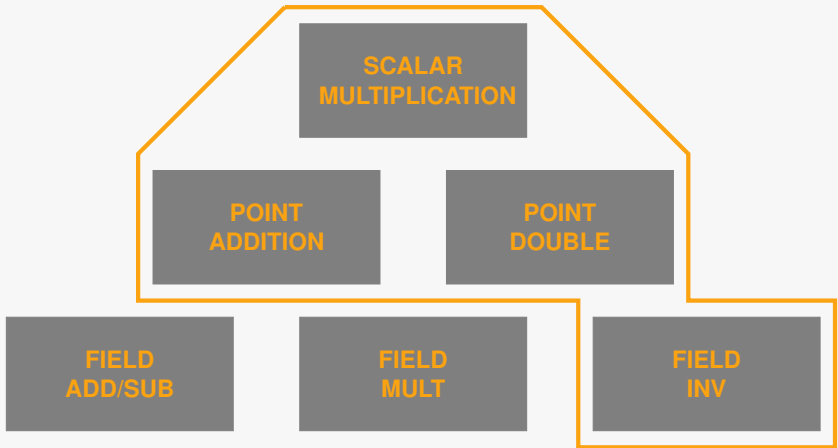 SCALAR
MULTIPLICATION
POINT
ADDITION
POINT
DOUBLE
FIELD
ADD/SUB
FIELD
MULT
FIELD
INV